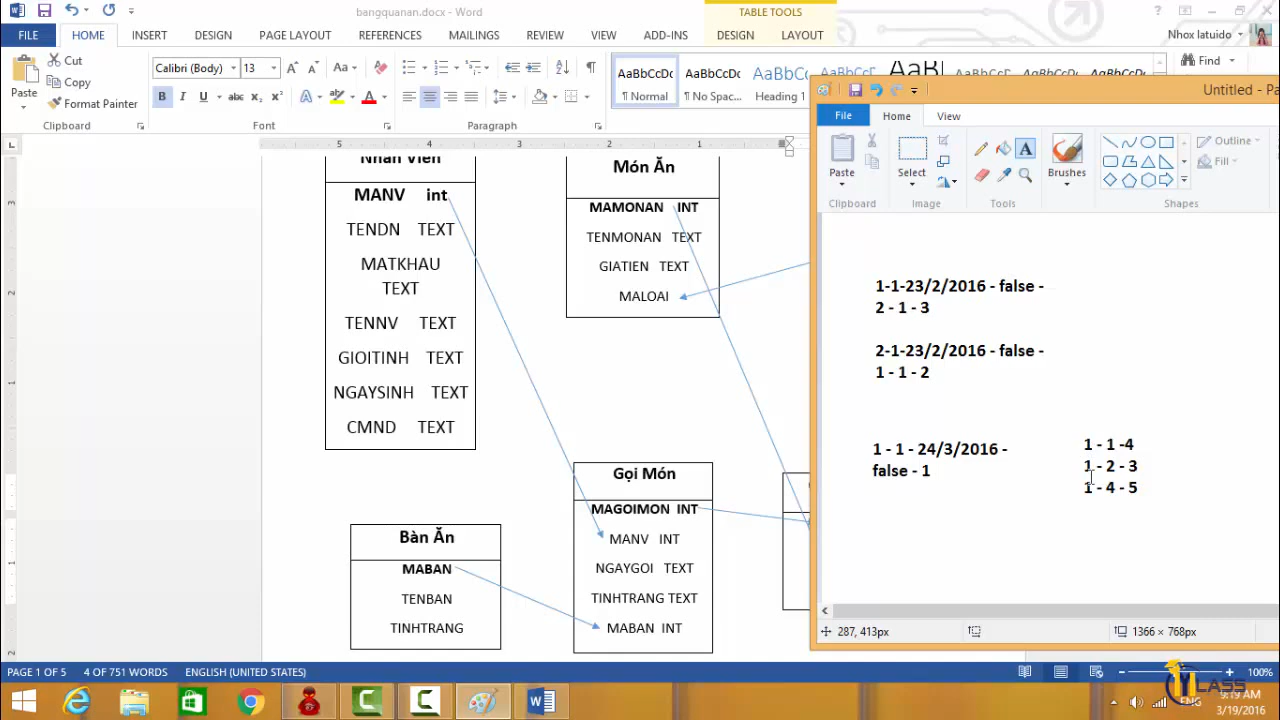 bangquanan.docx - Word
TABLE TOOLS
FILE HOME INSERT DESIGN PAGE LAYOUT REFERENCES MAILINGS REVIEW VIEW ADD-INS DESIGN LAYOUT Nhox latuido
Paste
Cut
Copy
Format Painter
Clipboard
Calibri (Body) 13
Font
Paragraph
AaBbCcDc AaBbCcDc
¶ Normal ¶ No Spac... Heading 1
Find
Nhân Viên
MANV int
TENDN TEXT
MATKHAU
TEXT
TENNV TEXT
GIOITINH TEXT
NGAYSINH TEXT
CMND TEXT
Món Ăn
MAMONAN INT
TENMONAN TEXT
GIATIEN TEXT
MALOAI
Bàn Ăn
MABAN
TENBAN
TINHTRANG
Gọi Món
MAGOIMON INT
MANV INT
NGAYGOI TEXT
TINHTRANG TEXT
MABAN INT
Untitled - Pa
File Home View
Paste
Select
Brushes
Outline
Fill
Clipboard Image Tools Shapes
1-1-23/2/2016 - false -
2 - 1 - 3
2-1-23/2/2016 - false -
1 - 1 - 2
1 - 1 - 24/3/2016 -
false - 1
1 - 1 -4
1 - 2 - 3
1 - 4 - 5
287, 413px 1366 × 768px
PAGE 1 OF 5 4 OF 751 WORDS ENGLISH (UNITED STATES) 100%
YLASS
ENG
3/19/2016